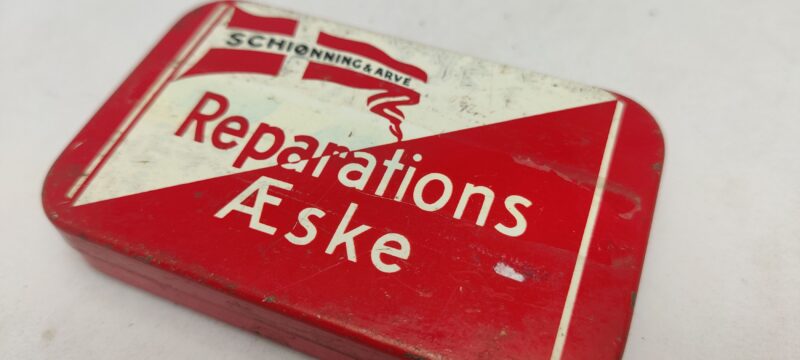 SCHIØNNING & ARVE
Reparations
Æske